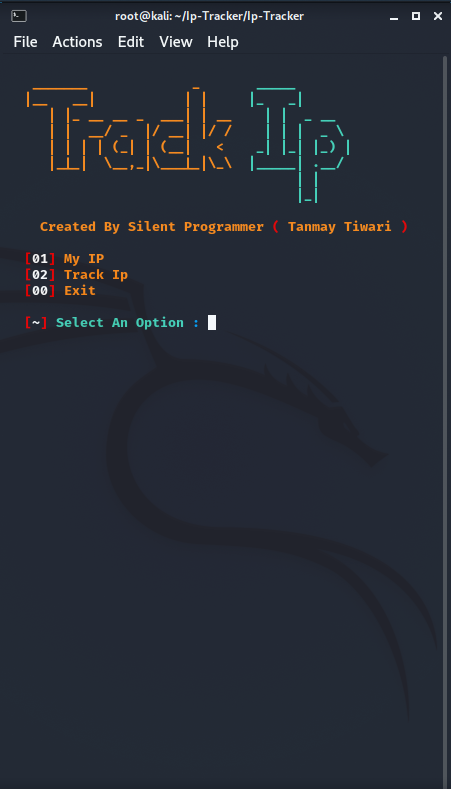 root@kali: ~/Ip-Tracker/Ip-Tracker
File Actions Edit View Help
Track Ip
Created By Silent Programmer ( Tanmay Tiwari )
[01] My IP
[02] Track Ip
[00] Exit
[~] Select An Option :